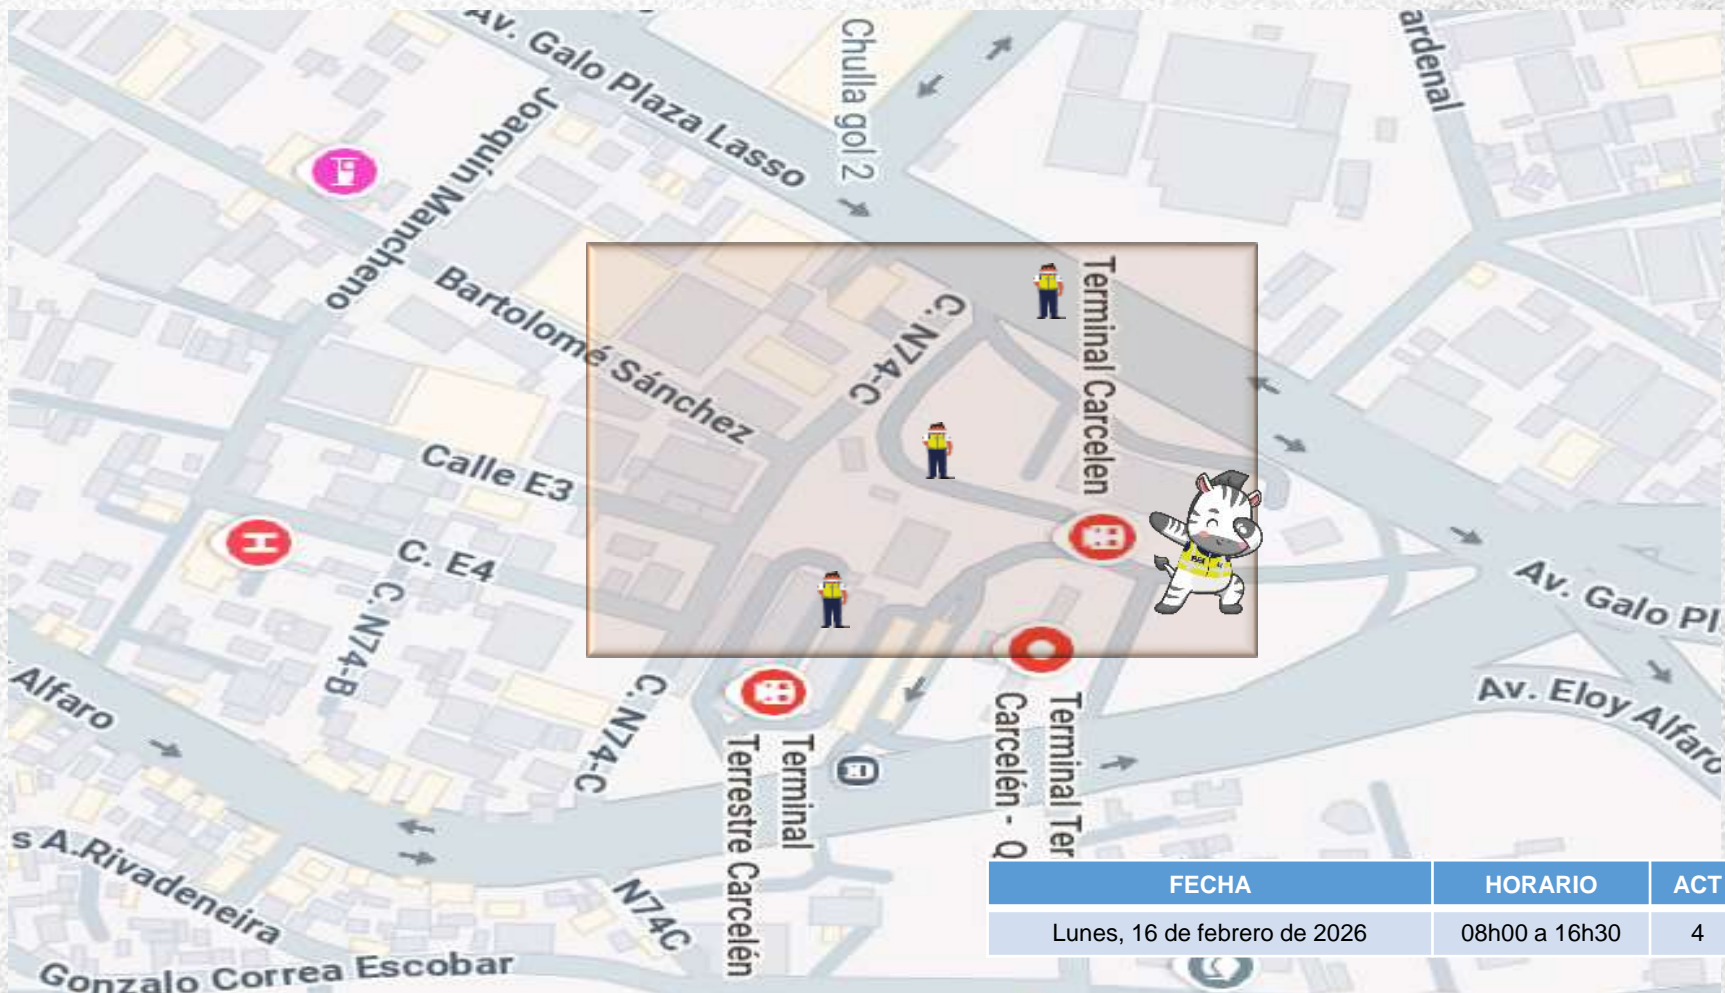 Av. Galo Plaza Lasso
Chulla gol 2
ardenal
Joaquín Mancheno
Bartolomé Sánchez
C. N74-C
Terminal Carcelen
Calle E3
C. E4
C. N74-B
H
Av. Galo Pl
Av. Eloy Alfaro
Alfaro
C. N74-C
Terminal
Terrestre Carcelén
Terminal Ter
Carcelén - Q
s A.Rivadeneira
N74C
Gonzalo Correa Escobar
FECHA HORARIO ACT
Lunes, 16 de febrero de 2026 08h00 a 16h30 4